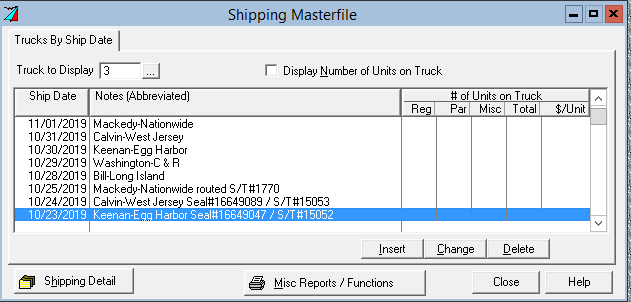 Shipping Masterfile
Trucks By Ship Date
Truck to Display 3 ... Display Number of Units on Truck
Ship Date Notes (Abbreviated) # of Units on Truck
Reg Par Misc Total $/Unit
11/01/2019 Mackedy-Nationwide
10/31/2019 Calvin-West Jersey
10/30/2019 Keenan-Egg Harbor
10/29/2019 Washington-C & R
10/28/2019 Bill-Long Island
10/25/2019 Mackedy-Nationwide routed S/T#1770
10/24/2019 Calvin-West Jersey Seal#16649089 / S/T#15053
10/23/2019 Keenan-Egg Harbor Seal#16649047 / S/T#15052
Insert Change Delete
Shipping Detail Misc Reports / Functions Close Help